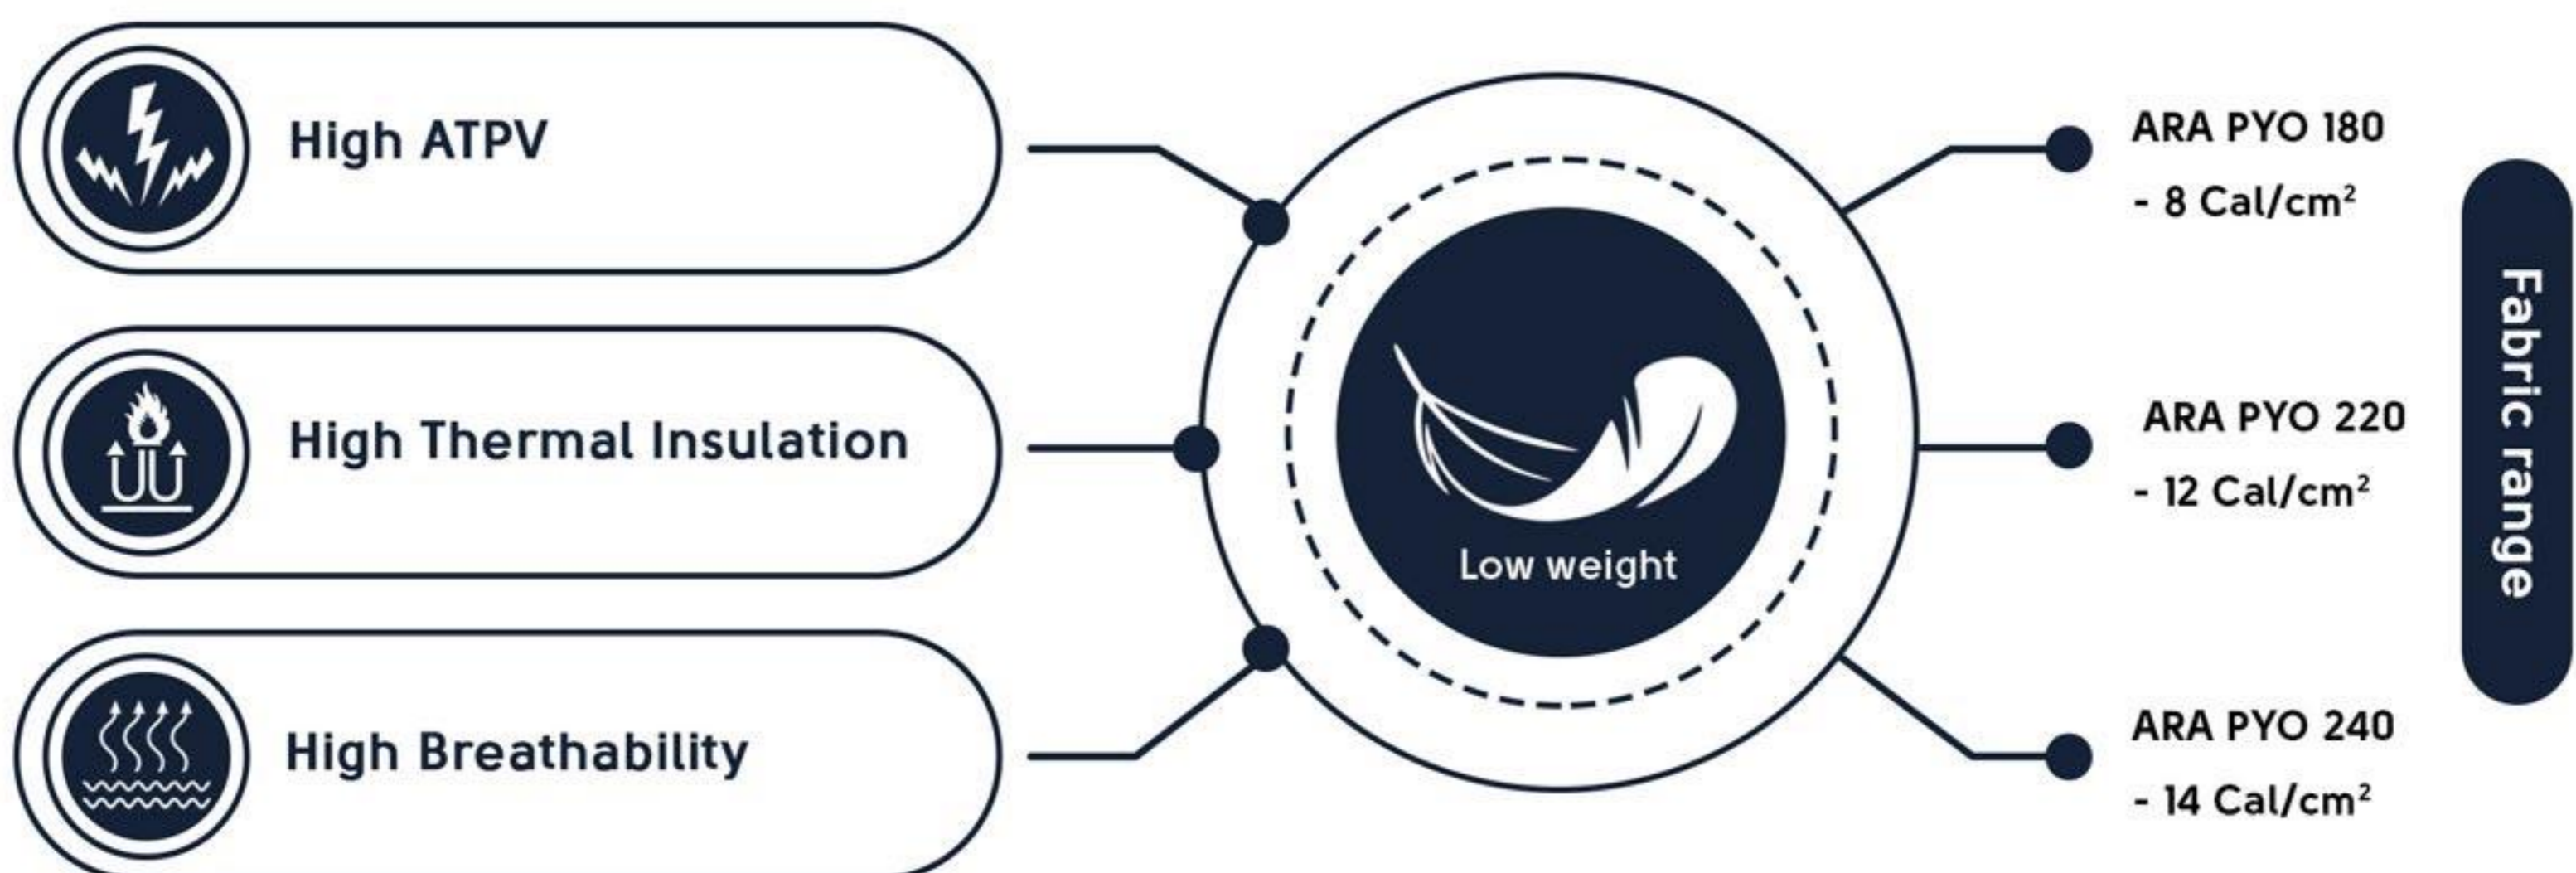 High ATPV
High Thermal Insulation
High Breathability
Low weight
ARA PYO 180
- 8 Cal/cm²
ARA PYO 220
- 12 Cal/cm²
ARA PYO 240
- 14 Cal/cm²
Fabric range